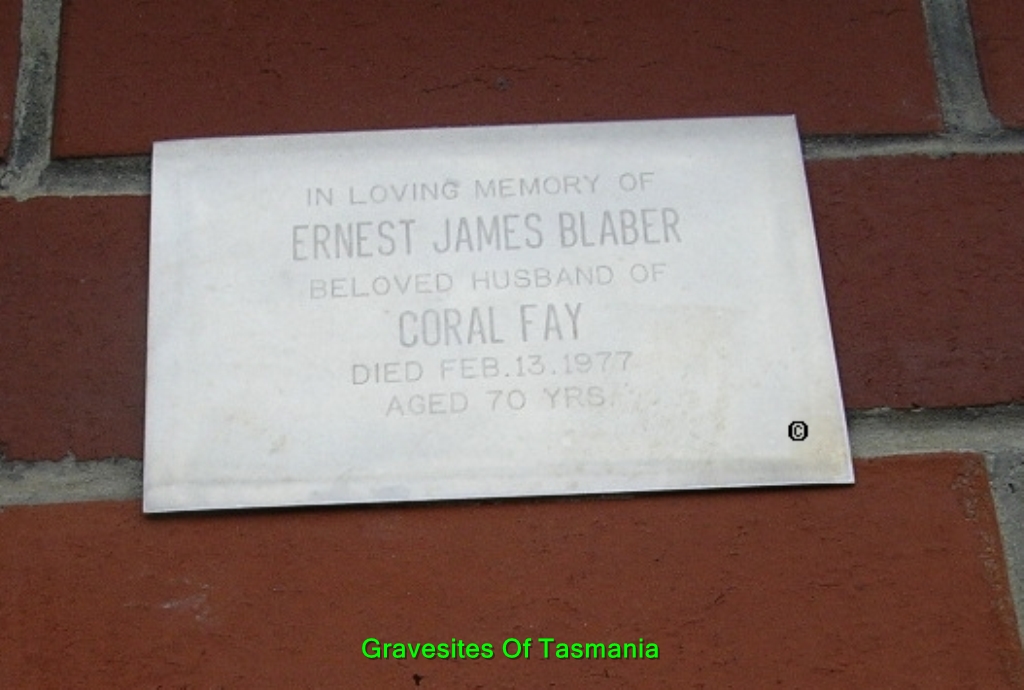 IN LOVING MEMORY OF
ERNEST JAMES BLABER
BELOVED HUSBAND OF
CORAL FAY
DIED FEB.13.1977
AGED 70 YRS.
©
Gravesites Of Tasmania